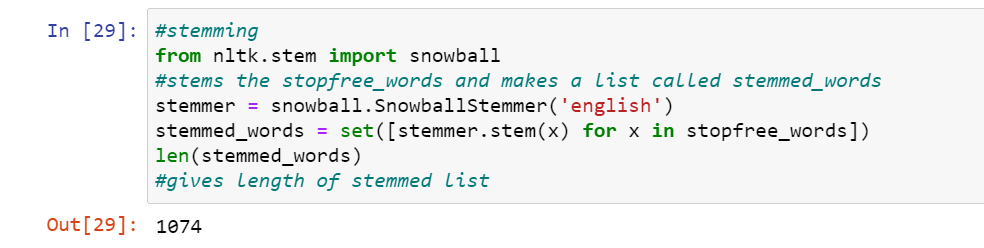 In [29]: #stemming
from nltk.stem import snowball
#stems the stopfree_words and makes a list called stemmed_words
stemmer = snowball.SnowballStemmer('english')
stemmed_words = set([stemmer.stem(x) for x in stopfree_words])
len(stemmed_words)
#gives length of stemmed list
Out[29]: 1074